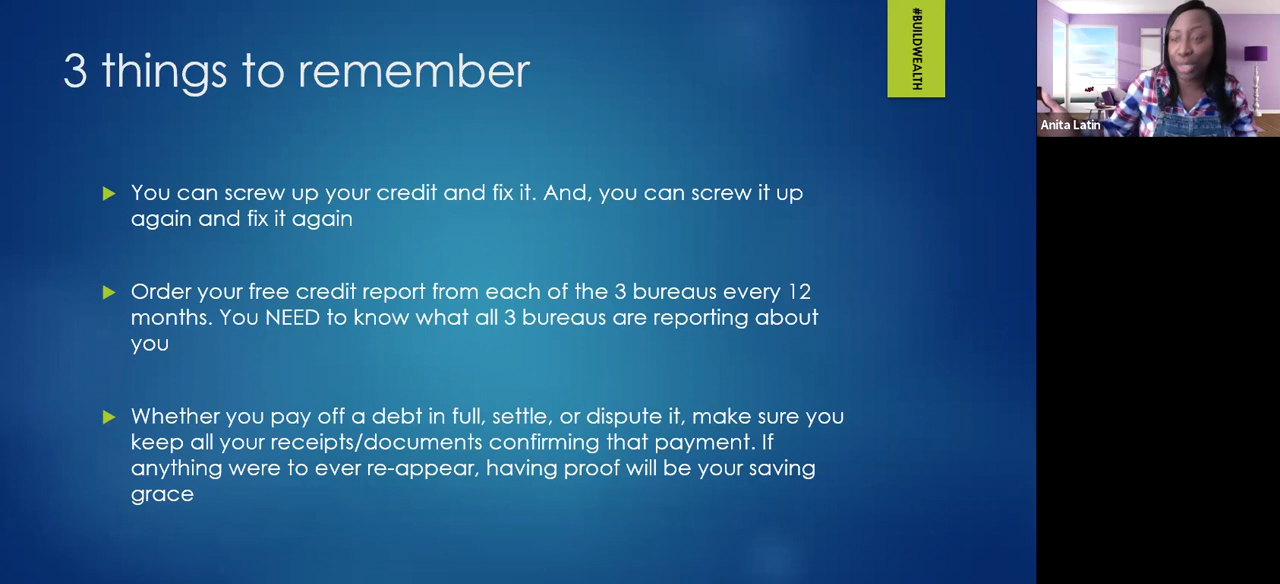 3 things to remember
#BUILDWEALTH
Anita Latin
You can screw up your credit and fix it. And, you can screw it up
again and fix it again
Order your free credit report from each of the 3 bureaus every 12
months. You NEED to know what all 3 bureaus are reporting about
you
Whether you pay off a debt in full, settle, or dispute it, make sure you
keep all your receipts/documents confirming that payment. If
anything were to ever re-appear, having proof will be your saving
grace